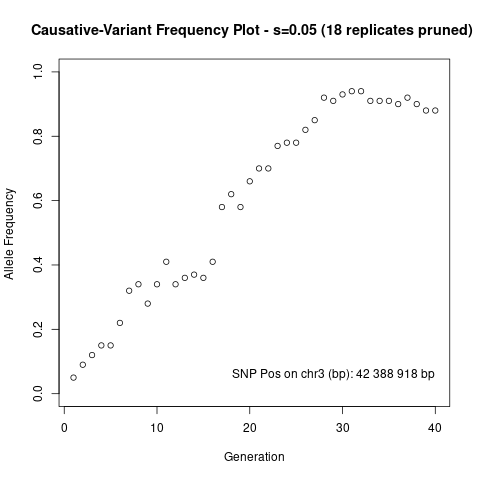 Causative-Variant Frequency Plot - s=0.05 (18 replicates pruned)
1.0
0.8
0.6
0.4
0.2
0.0
Allele Frequency
SNP Pos on chr3 (bp): 42 388 918 bp
0 10 20 30 40
Generation